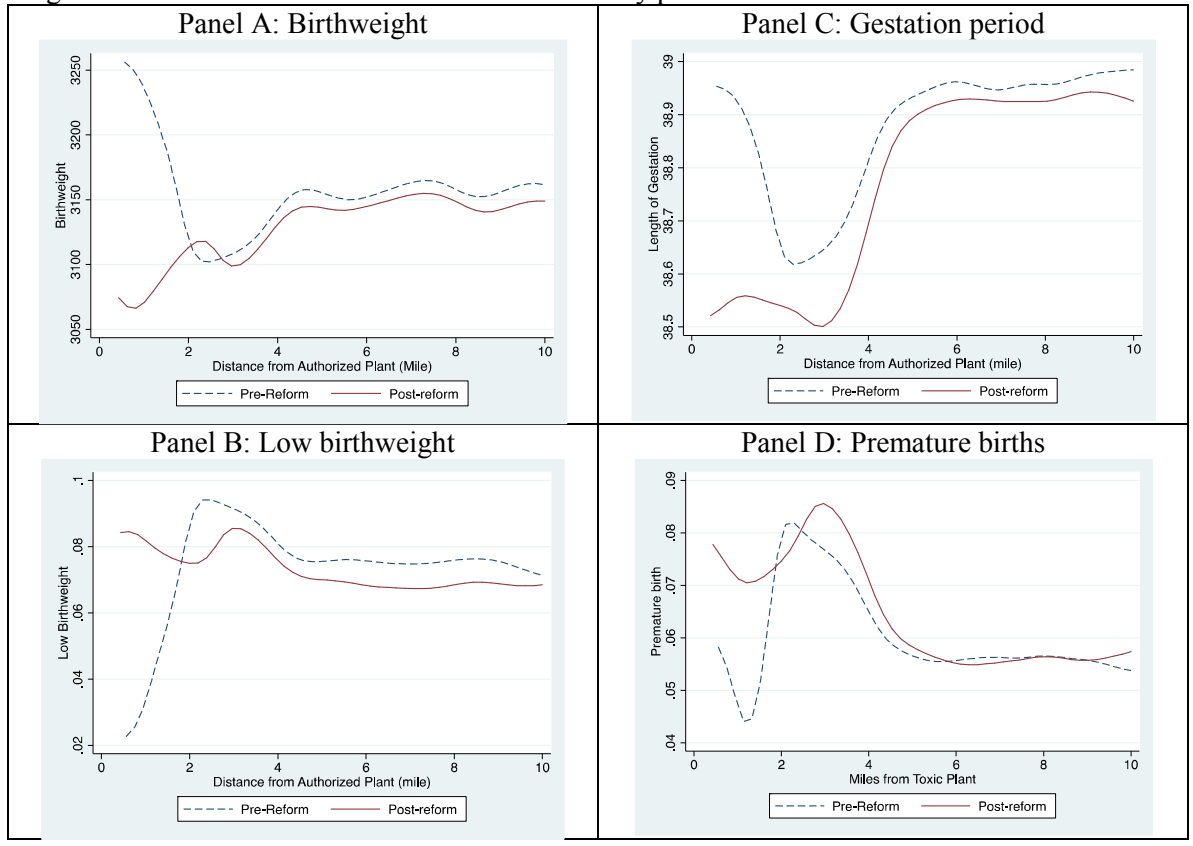 Panel A: Birthweight
3250
3200
3150
3100
3050
Birthweight
0 2 4 6 8 10
Distance from Authorized Plant (Mile)
Pre-Reform Post-reform
Panel C: Gestation period
39
38.9
38.8
38.7
38.6
38.5
Length of Gestation
0 2 4 6 8 10
Distance from Authorized Plant (mile)
Pre-Reform Post-reform
Panel B: Low birthweight
.1
.08
.06
.04
.02
Low Birthweight
0 2 4 6 8 10
Distance from Authorized Plant (mile)
Pre-Reform Post-reform
Panel D: Premature births
.09
.08
.07
.06
.05
.04
Premature birth
0 2 4 6 8 10
Miles from Toxic Plant
Pre-Reform Post-reform